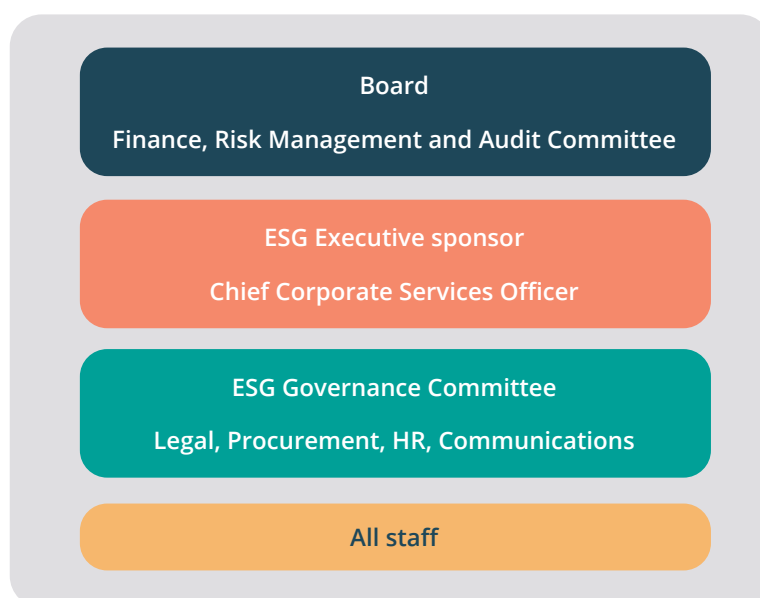 Board
Finance, Risk Management and Audit Committee
ESG Executive sponsor
Chief Corporate Services Officer
ESG Governance Committee
Legal, Procurement, HR, Communications
All staff